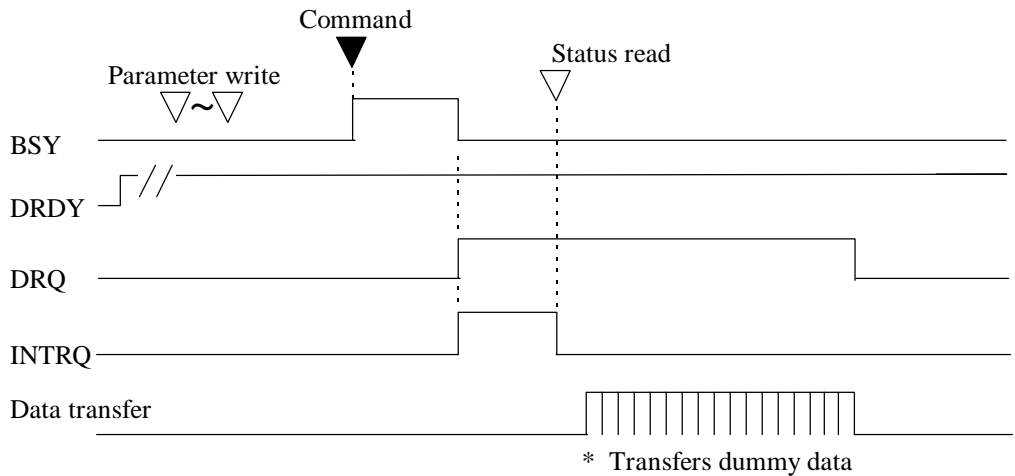 Command
Status read
Parameter write
~
BSY
DRDY
DRQ
INTRQ
Data transfer
* Transfers dummy data